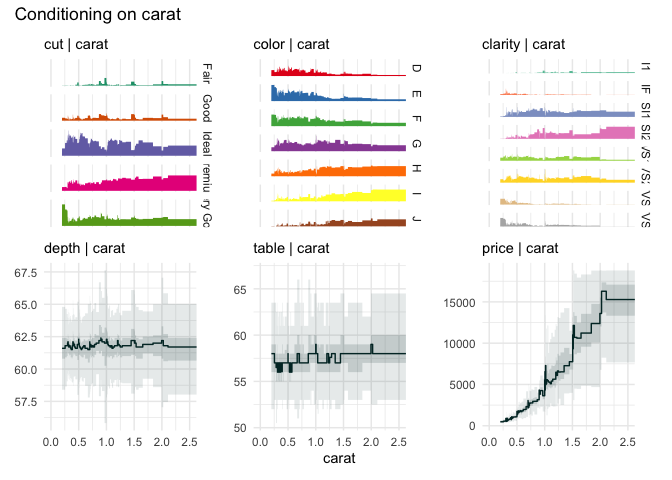 Conditioning on carat
cut | carat
color | carat
clarity | carat
Fair
Good
Ideal
D
E
F
G
H
I
J
I1
IF
SI1
SI2
depth | carat
table | carat
price | carat
67.5
65.0
62.5
60.0
57.5
65
60
55
50
15000
10000
5000
0
0.0 0.5 1.0 1.5 2.0 2.5
0.0 0.5 1.0 1.5 2.0 2.5
0.0 0.5 1.0 1.5 2.0 2.5
carat